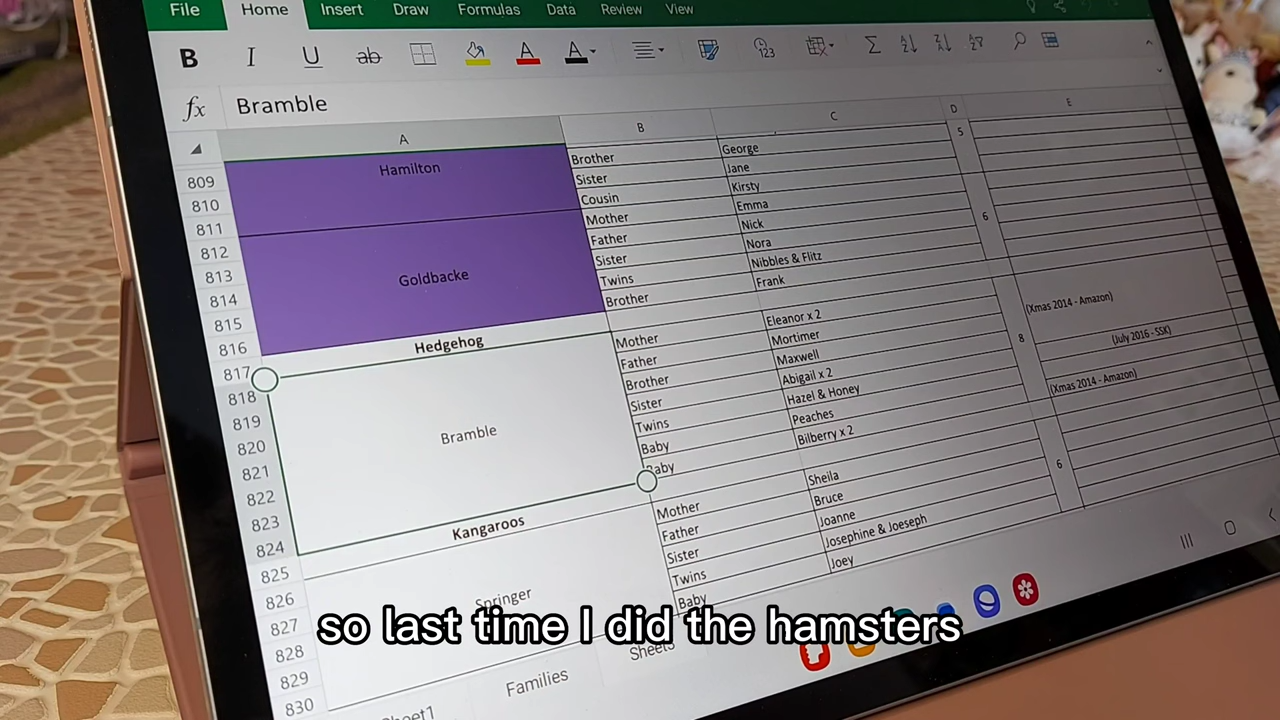 File Home Insert Draw Formulas Data Review View
B I U ab A A 123
fx Bramble
A B C D E
809 810 811 812 813 814 815 816 817 818 819 820 821 822 823 824 825 826 827 828 829 830
Hamilton
Brother George 5
Sister Jane
Cousin Kirsty
Goldbacke
Mother Emma 6
Father Nick
Sister Nora
Twins Nibbles & Flitz
Brother Frank
Hedgehog
Bramble
Mother Eleanor x 2 8 (Xmas 2014 - Amazon)
Father Mortimer
Brother Maxwell (July 2016 - SSK)
Sister Abigail x 2 (Xmas 2014 - Amazon)
Twins Hazel & Honey
Baby Peaches
Baby Bilberry x 2
Kangaroos
Springer
Mother Sheila 6
Father Bruce
Sister Joanne
Twins Josephine & Joeseph
Baby Joey
so last time I did the hamsters
Sheet1 Families Sheet3